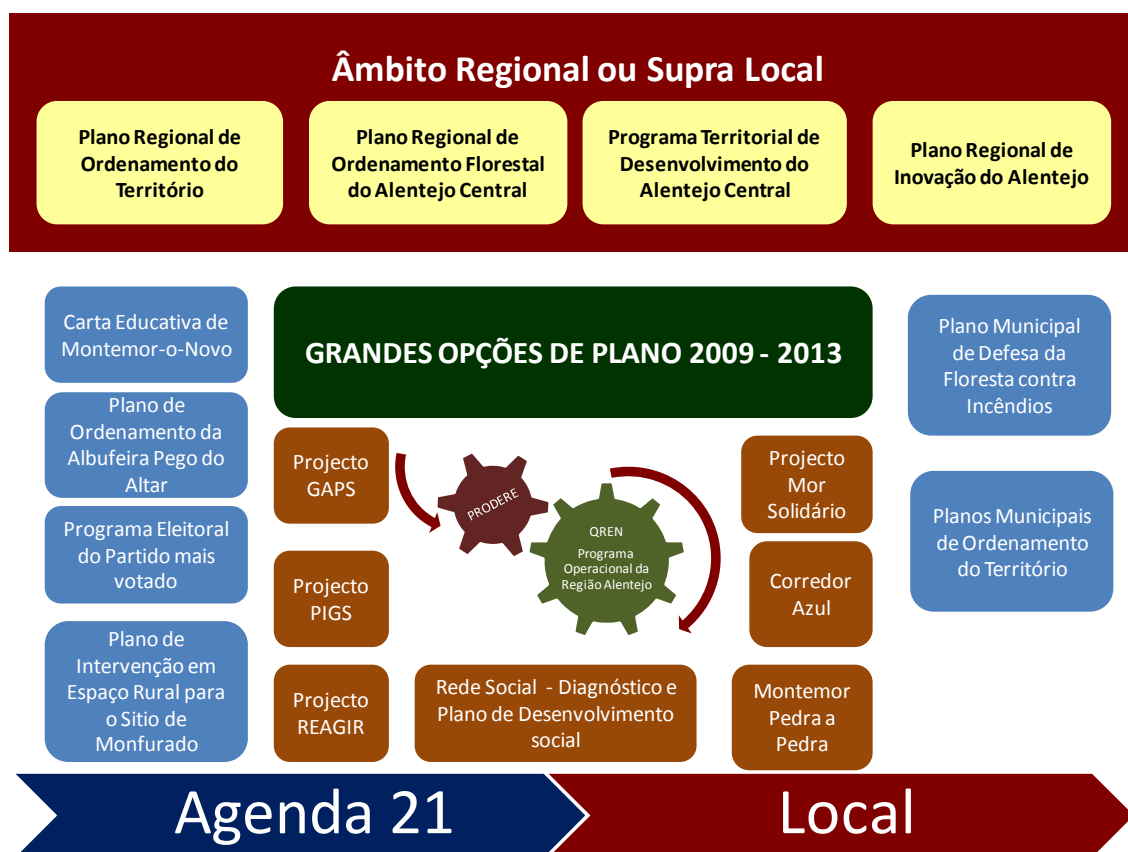 Âmbito Regional ou Supra Local
Plano Regional de
Ordenamento do
Território
Plano Regional de
Ordenamento Florestal
do Alentejo Central
Programa Territorial de
Desenvolvimento do
Alentejo Central
Plano Regional de
Inovação do Alentejo
Carta Educativa de
Montemor-o-Novo
Plano de
Ordenamento da
Albufeira Pego do
Altar
Programa Eleitoral
do Partido mais
votado
Plano de
Intervenção em
Espaço Rural para
o Sitio de
Monfurado
GRANDES OPÇÕES DE PLANO 2009 - 2013
Projecto
GAPS
Projecto
PIGS
Projecto
REAGIR
PRODERE
QREN
Programa
Operacional da
Região Alentejo
Rede Social - Diagnóstico e
Plano de Desenvolvimento
social
Projecto
Mor
Solidário
Corredor
Azul
Montemor
Pedra a
Pedra
Plano Municipal
de Defesa da
Floresta contra
Incêndios
Planos Municipais
de Ordenamento
do Território
Agenda 21
Local